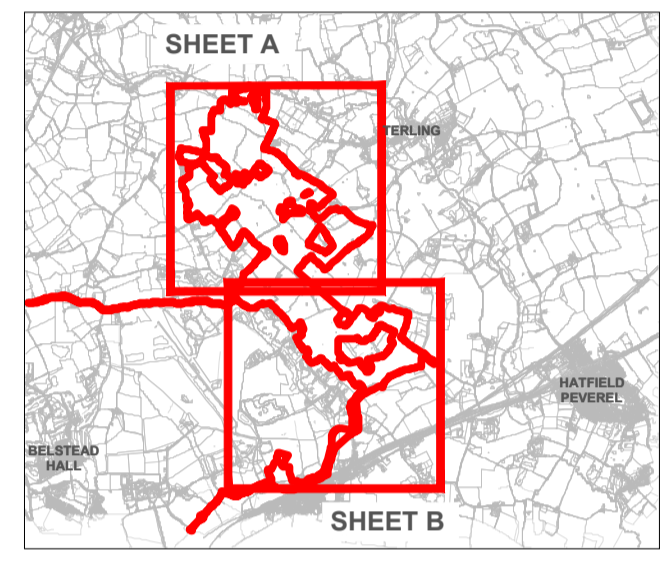 SHEET A
TERLING
HATFIELD
PEVEREL
BELSTEAD
HALL
SHEET B